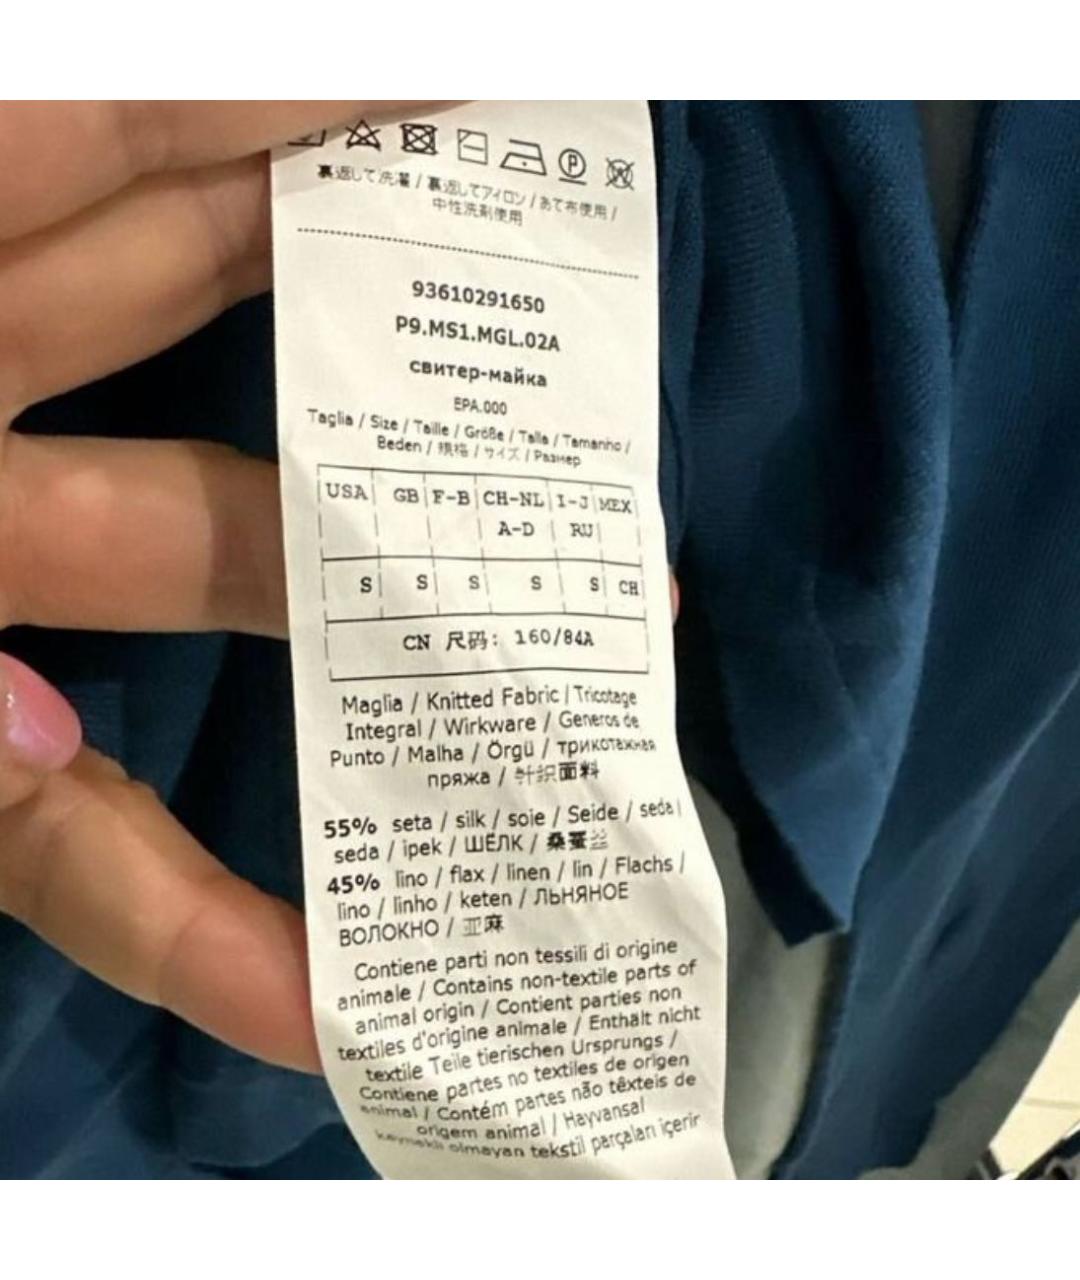 裏返して洗濯 / 裏返してアイロン / あて布使用 /
中性洗剤使用
93610291650
P9.MS1.MGL.02A
свитер-майка
EPA.000
Taglia / Size / Taille / Größe / Talla / Tamanho /
Beden / 規格 / サイズ / Размер
USA GB F-B CH-NL I-J MEX
A-D RU
S S S S S CH
CN 尺码: 160/84A
Maglia / Knitted Fabric / Tricotage
Integral / Wirkware / Generos de
Punto / Malha / Örgü / трикотажная
пряжа / 针织面料
55% seta / silk / soie / Seide / seda /
seda / ipek / ШЁЛК / 桑蚕丝
45% lino / flax / linen / lin / Flachs /
lino / linho / keten / ЛЬНЯНОЕ
ВОЛОКНО / 亚麻
Contiene parti non tessili di origine
animale / Contains non-textile parts of
animal origin / Contient parties non
textiles d'origine animale / Enthält nicht
textile Teile tierischen Ursprungs /
Contiene partes no textiles de origen
animal / Contém partes não têxteis de
origem animal / Hayvansal
kaynaklı olmayan tekstil parçaları içerir